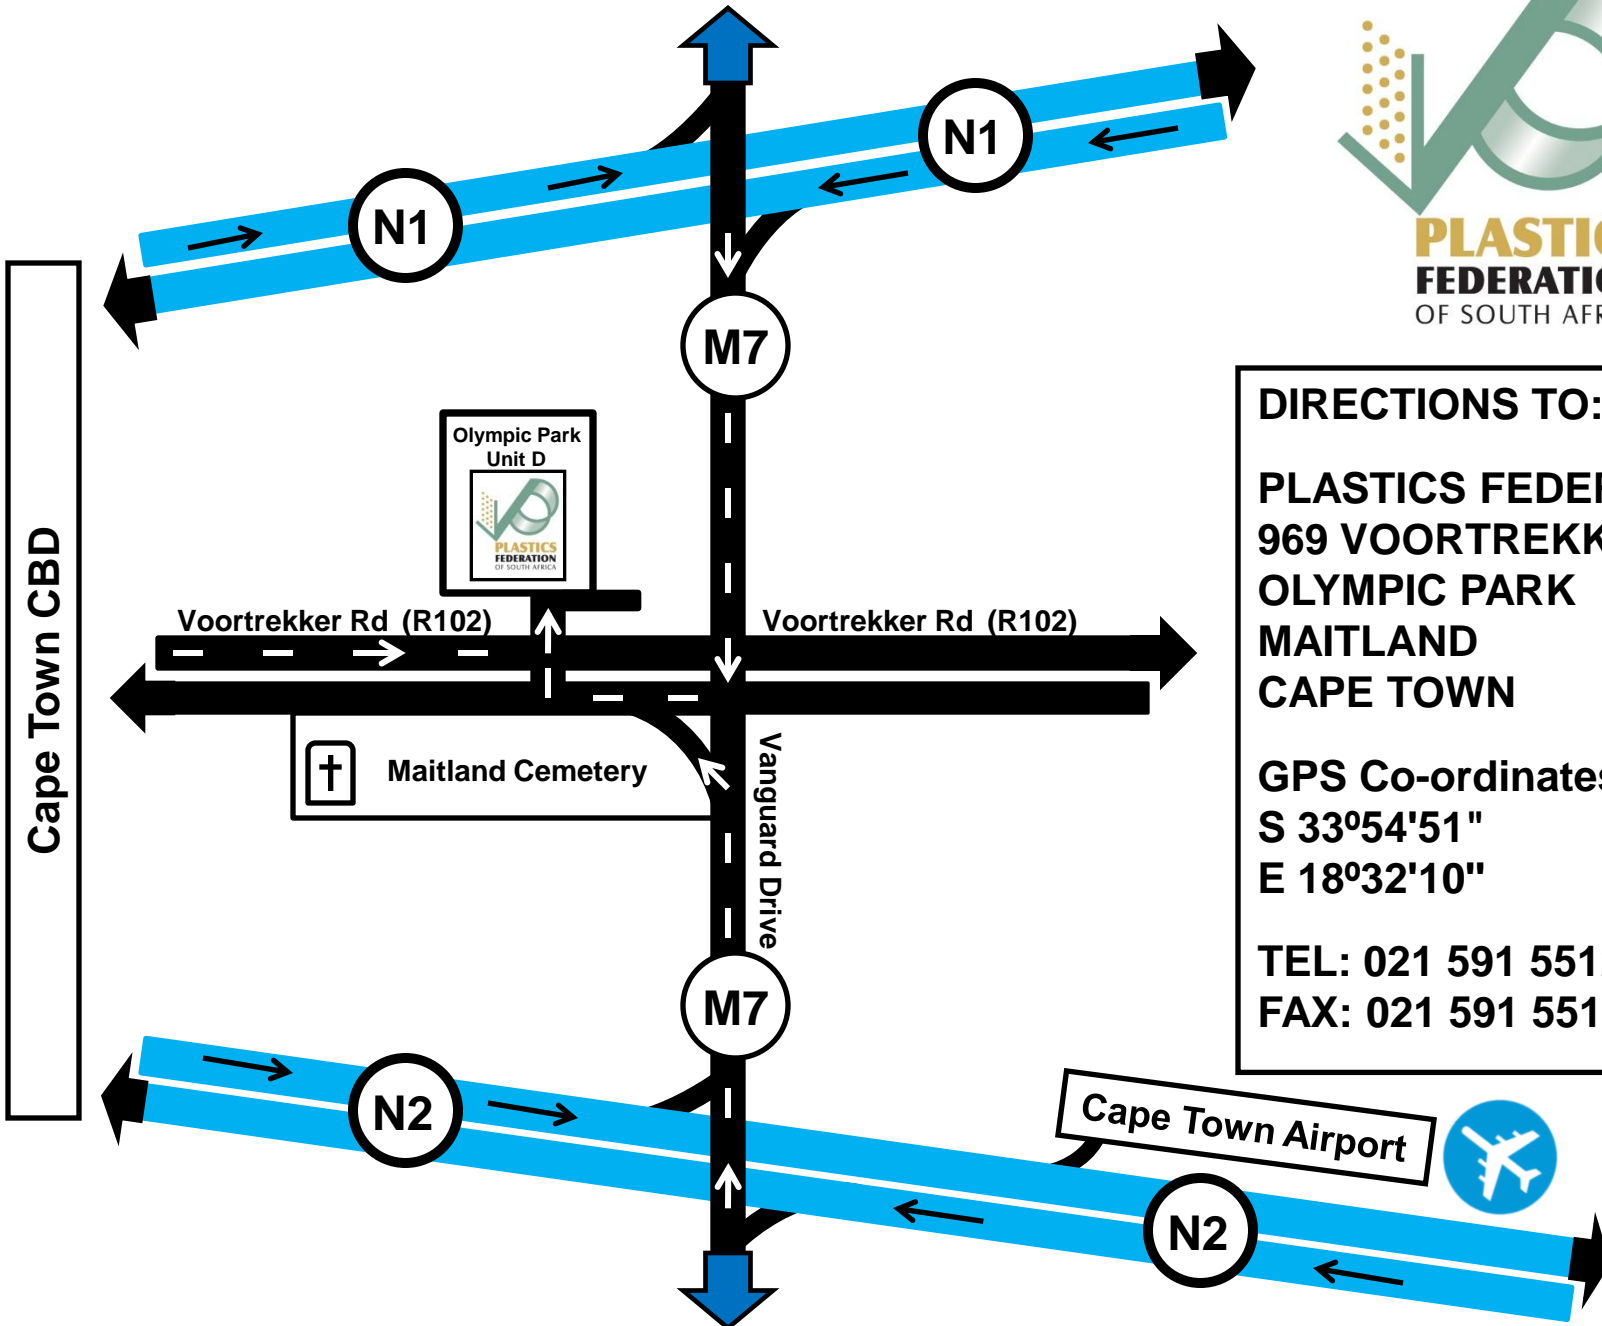 N1
N1
M7
PLASTIC
FEDERATI
OF SOUTH AFR
Olympic Park
Unit D
PLASTICS
FEDERATION
OF SOUTH AFRICA
Cape Town CBD
Voortrekker Rd (R102)
Voortrekker Rd (R102)
Maitland Cemetery
Vanguard Drive
M7
N2
Cape Town Airport
N2
DIRECTIONS TO:
PLASTICS FEDER
969 VOORTREKK
OLYMPIC PARK
MAITLAND
CAPE TOWN
GPS Co-ordinates
S 33º54'51"
E 18º32'10"
TEL: 021 591 551
FAX: 021 591 551